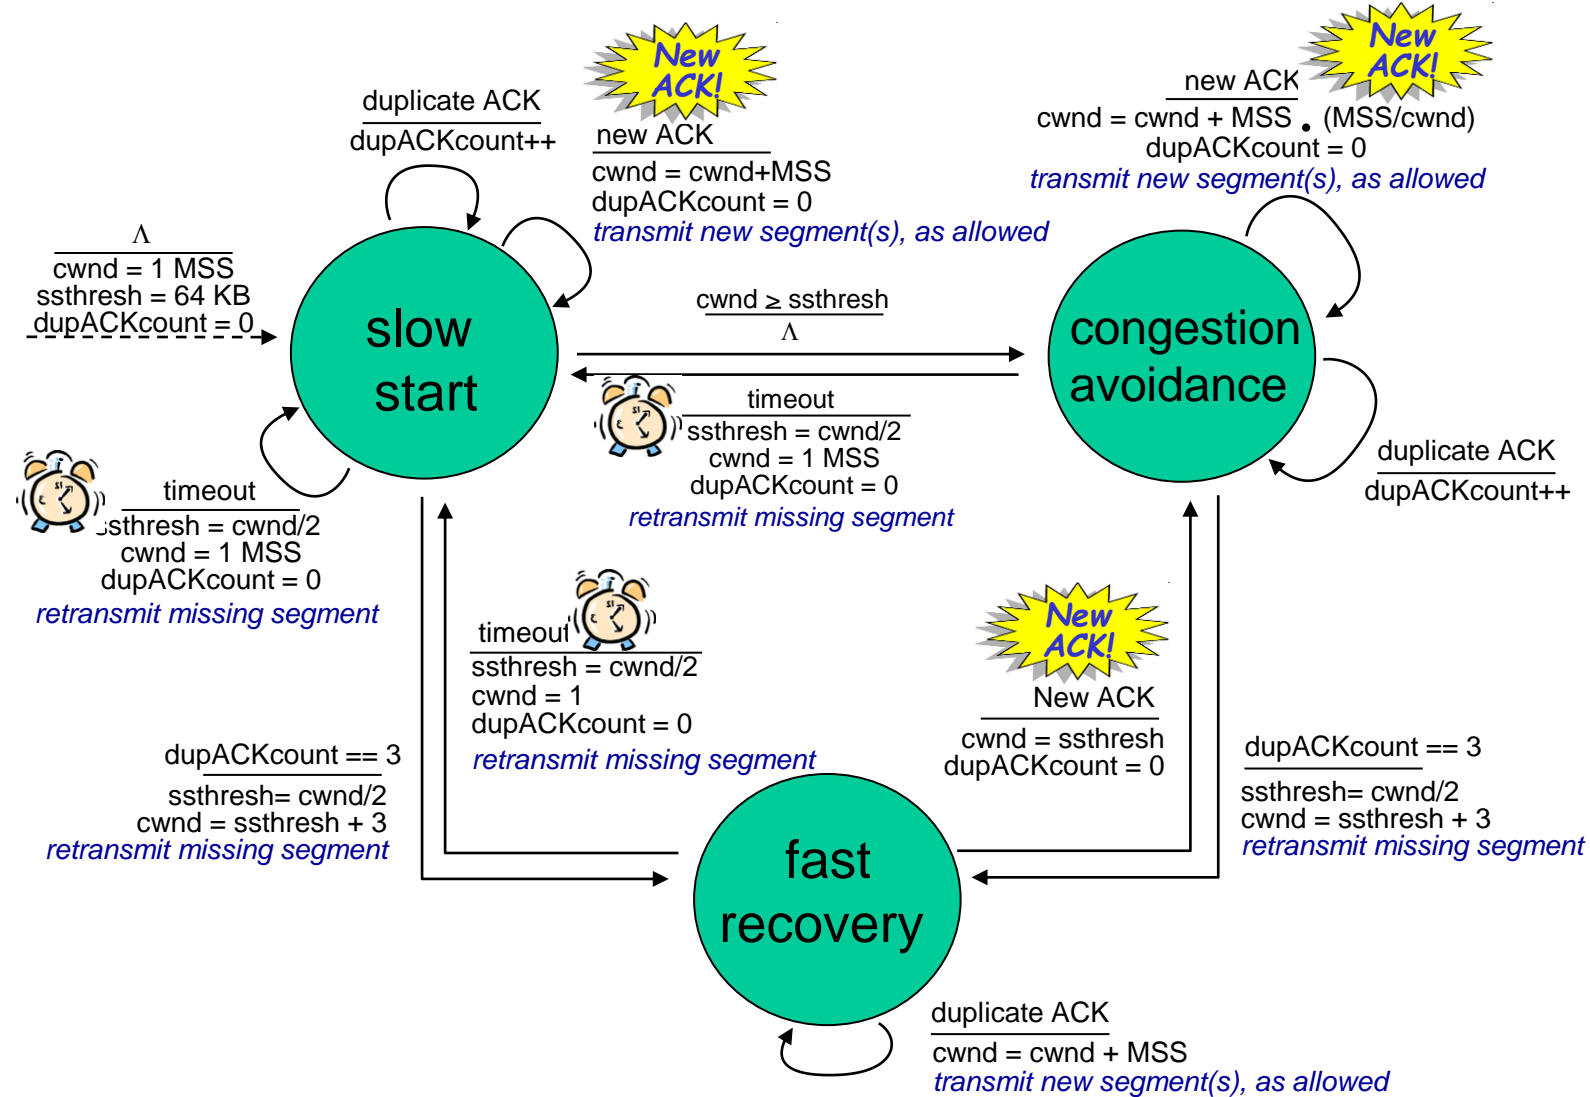 New
ACK!
duplicate ACK
dupACKcount++
new ACK
cwnd = cwnd+MSS
dupACKcount = 0
transmit new segment(s), as allowed
New
ACK!
new ACK
cwnd = cwnd + MSS • (MSS/cwnd)
dupACKcount = 0
transmit new segment(s), as allowed
Λ
cwnd = 1 MSS
ssthresh = 64 KB
dupACKcount = 0
slow
start
cwnd ≥ ssthresh
Λ
congestion
avoidance
timeout
ssthresh = cwnd/2
cwnd = 1 MSS
dupACKcount = 0
retransmit missing segment
duplicate ACK
dupACKcount++
timeout
ssthresh = cwnd/2
cwnd = 1 MSS
dupACKcount = 0
retransmit missing segment
timeout
ssthresh = cwnd/2
cwnd = 1
dupACKcount = 0
retransmit missing segment
New
ACK!
New ACK
cwnd = ssthresh
dupACKcount = 0
dupACKcount == 3
ssthresh= cwnd/2
cwnd = ssthresh + 3
retransmit missing segment
dupACKcount == 3
ssthresh= cwnd/2
cwnd = ssthresh + 3
retransmit missing segment
fast
recovery
duplicate ACK
cwnd = cwnd + MSS
transmit new segment(s), as allowed